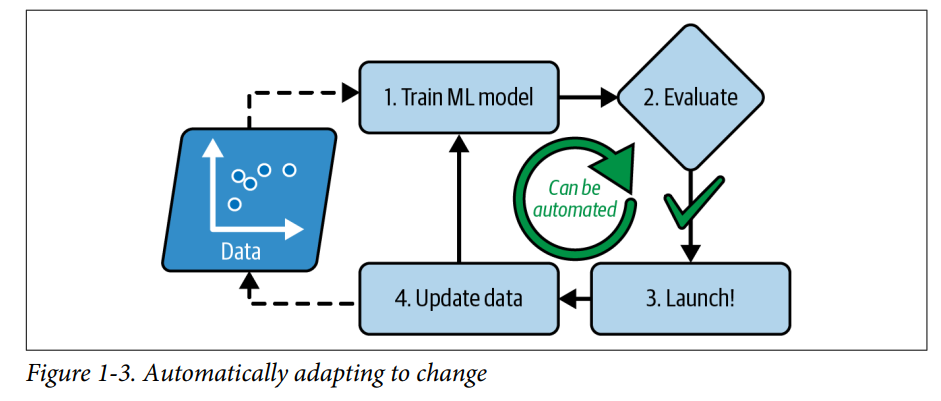 1. Train ML model
2. Evaluate
Can be
automated
Data
4. Update data
3. Launch!
Figure 1-3. Automatically adapting to change